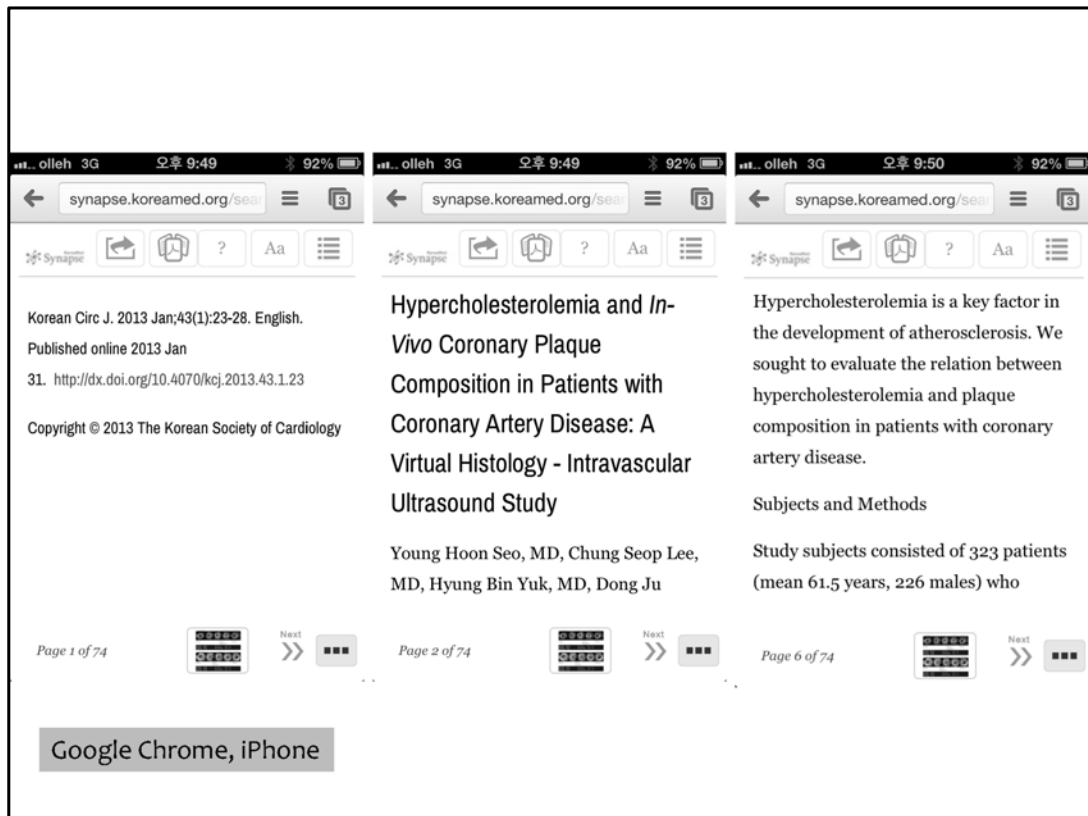 olleh 3G 오후 9:49 92%
synapse.koreamed.org/sear
3
Synapse
?
Aa
Korean Circ J. 2013 Jan;43(1):23-28. English.
Published online 2013 Jan
31. http://dx.doi.org/10.4070/kcj.2013.43.1.23
Copyright © 2013 The Korean Society of Cardiology
Page 1 of 74
Next
olleh 3G 오후 9:49 92%
synapse.koreamed.org/sear
3
Synapse
?
Aa
Hypercholesterolemia and In-
Vivo Coronary Plaque
Composition in Patients with
Coronary Artery Disease: A
Virtual Histology - Intravascular
Ultrasound Study
Young Hoon Seo, MD, Chung Seop Lee,
MD, Hyung Bin Yuk, MD, Dong Ju
Page 2 of 74
Next
olleh 3G 오후 9:50 92%
synapse.koreamed.org/sear
3
Synapse
?
Aa
Hypercholesterolemia is a key factor in
the development of atherosclerosis. We
sought to evaluate the relation between
hypercholesterolemia and plaque
composition in patients with coronary
artery disease.
Subjects and Methods
Study subjects consisted of 323 patients
(mean 61.5 years, 226 males) who
Page 6 of 74
Next
Google Chrome, iPhone